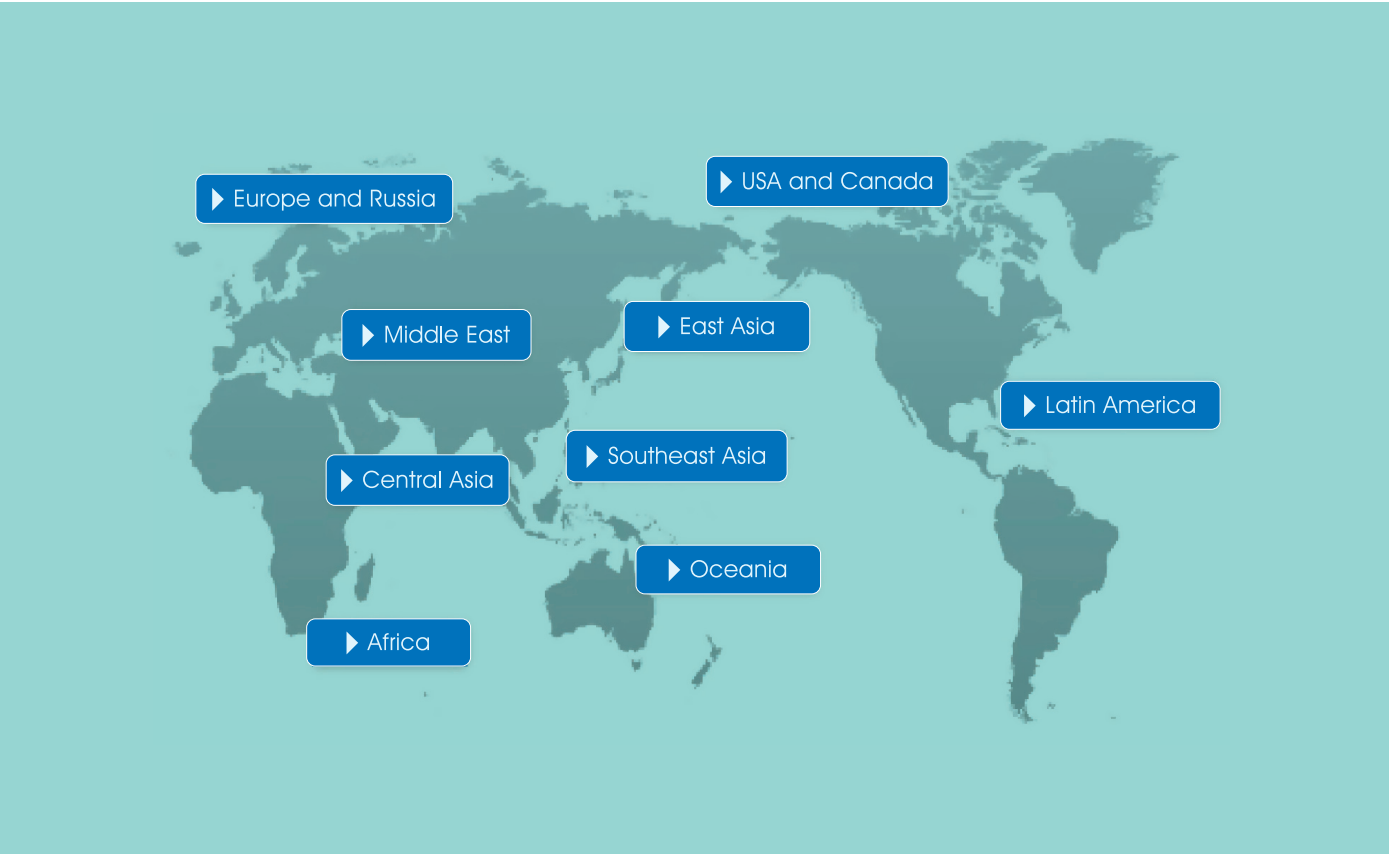 USA and Canada
Europe and Russia
East Asia
Middle East
Latin America
Southeast Asia
Central Asia
Oceania
Africa